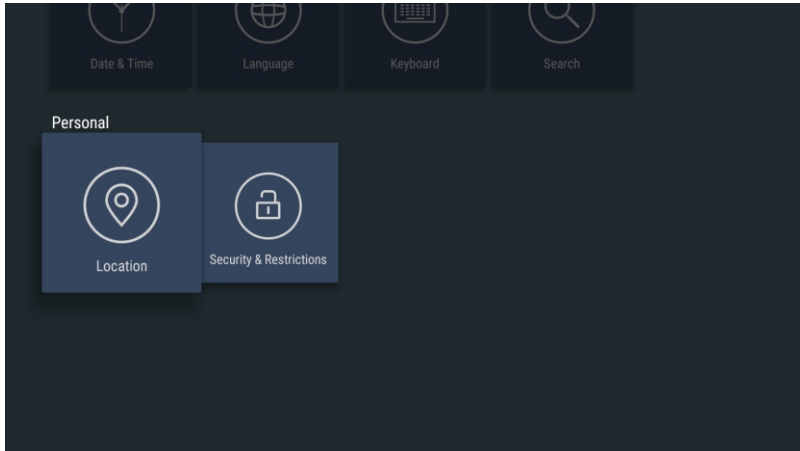 Date & Time
Language
Keyboard
Search
Personal
Location
Security & Restrictions